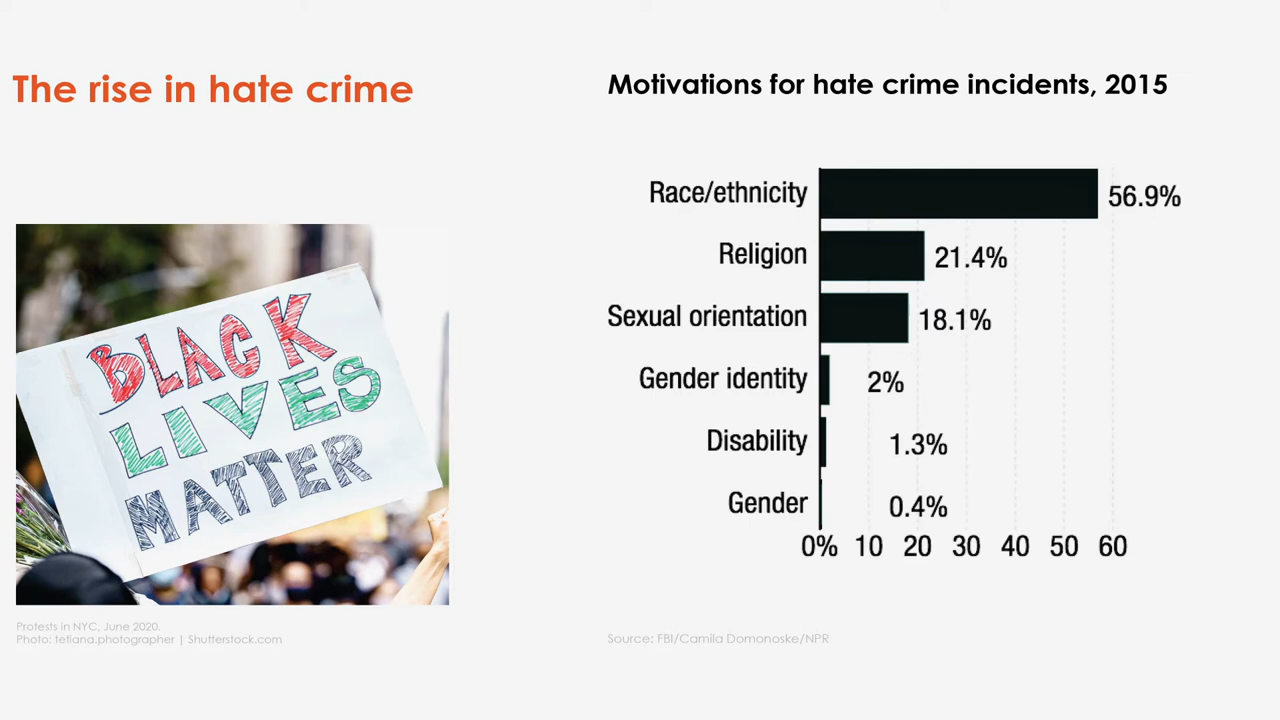 The rise in hate crime
BLACK
LIVES
MATTER
Protests in NYC, June 2020.
Photo: tetiana.photographer | Shutterstock.com
Motivations for hate crime incidents, 2015
Race/ethnicity 56.9%
Religion 21.4%
Sexual orientation 18.1%
Gender identity 2%
Disability 1.3%
Gender 0.4%
0% 10 20 30 40 50 60
Source: FBI/Camila Domonoske/NPR